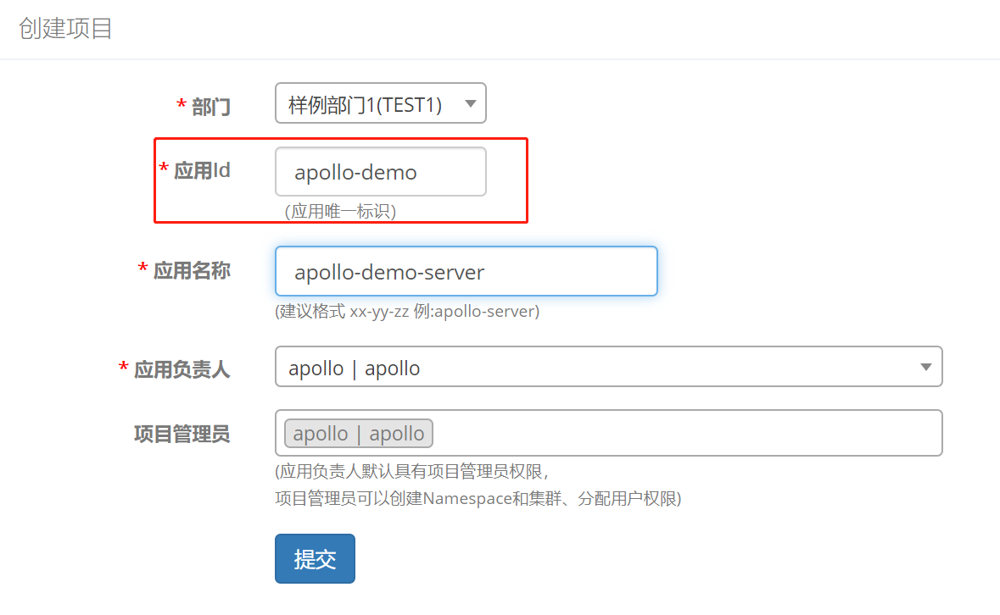 创建项目
* 部门 样例部门1(TEST1)
* 应用Id apollo-demo
(应用唯一标识)
* 应用名称 apollo-demo-server
(建议格式 xx-yy-zz 例:apollo-server)
* 应用负责人 apollo | apollo
项目管理员 apollo | apollo
(应用负责人默认具有项目管理员权限，
项目管理员可以创建Namespace和集群、分配用户权限)
提交